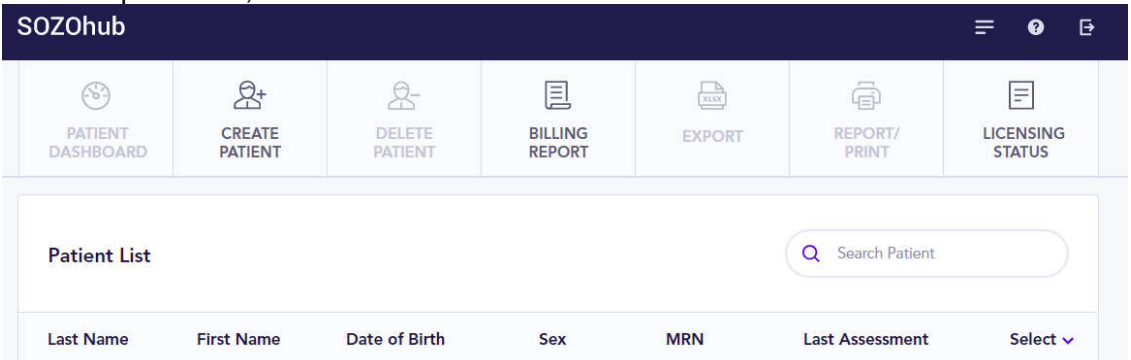 SOZOhub
PATIENT DASHBOARD
CREATE PATIENT
DELETE PATIENT
BILLING REPORT
XLSX
EXPORT
REPORT/ PRINT
LICENSING STATUS
Patient List
Search Patient
Last Name First Name Date of Birth Sex MRN Last Assessment Select